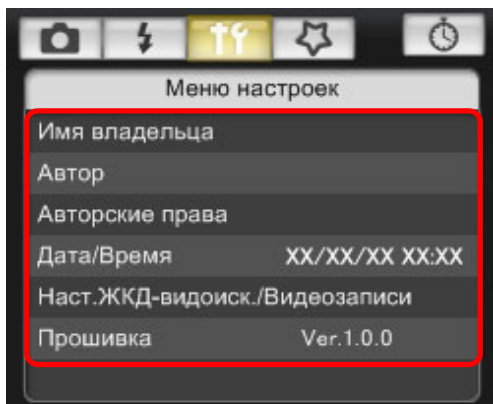 Меню настроек
Имя владельца
Автор
Авторские права
Дата/Время XX/XX/XX XX:XX
Наст.ЖКД-видоиск./Видеозаписи
Прошивка Ver.1.0.0